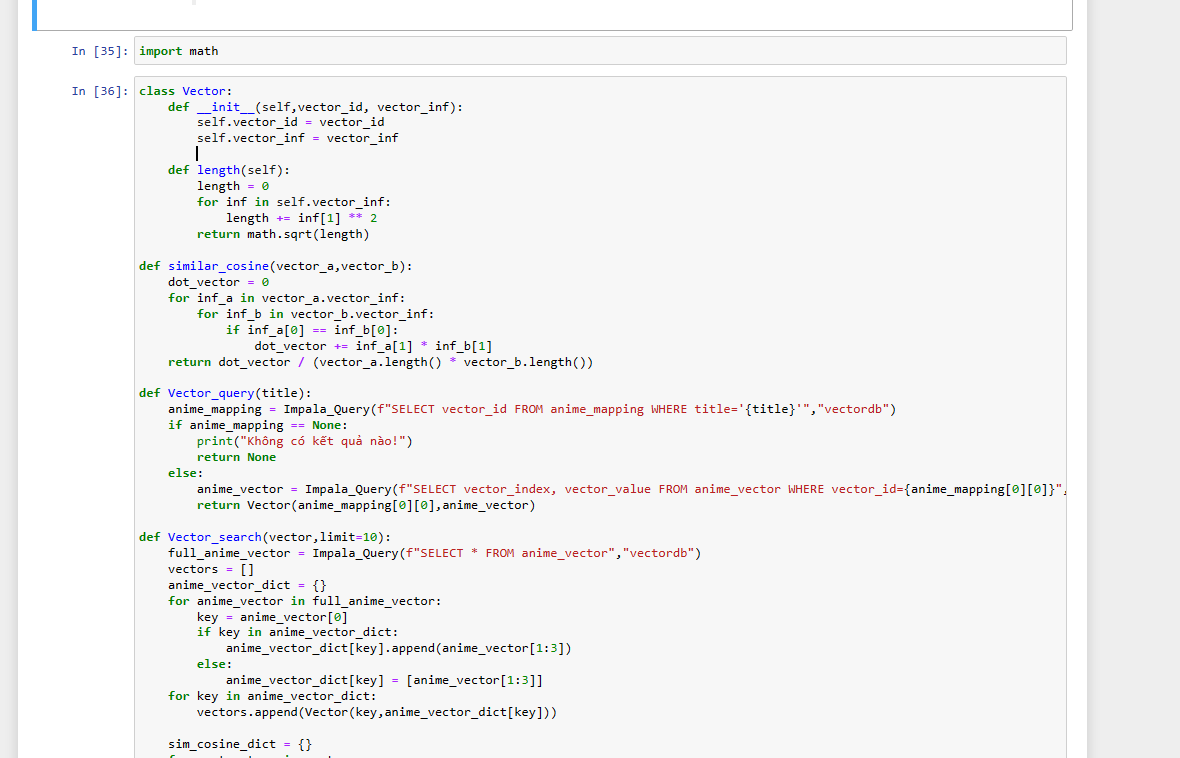 In [35]: import math
In [36]: class Vector:
    def __init__(self,vector_id, vector_inf):
        self.vector_id = vector_id
        self.vector_inf = vector_inf
    def length(self):
        length = 0
        for inf in self.vector_inf:
            length += inf[1] ** 2
        return math.sqrt(length)
def similar_cosine(vector_a,vector_b):
    dot_vector = 0
    for inf_a in vector_a.vector_inf:
        for inf_b in vector_b.vector_inf:
            if inf_a[0] == inf_b[0]:
                dot_vector += inf_a[1] * inf_b[1]
    return dot_vector / (vector_a.length() * vector_b.length())
def Vector_query(title):
    anime_mapping = Impala_Query(f"SELECT vector_id FROM anime_mapping WHERE title='{title}'","vectordb")
    if anime_mapping == None:
        print("Không có kết quả nào!")
        return None
    else:
        anime_vector = Impala_Query(f"SELECT vector_index, vector_value FROM anime_vector WHERE vector_id={anime_mapping[0][0]}",
        return Vector(anime_mapping[0][0],anime_vector)
def Vector_search(vector,limit=10):
    full_anime_vector = Impala_Query(f"SELECT * FROM anime_vector","vectordb")
    vectors = []
    anime_vector_dict = {}
    for anime_vector in full_anime_vector:
        key = anime_vector[0]
        if key in anime_vector_dict:
            anime_vector_dict[key].append(anime_vector[1:3])
        else:
            anime_vector_dict[key] = [anime_vector[1:3]]
    for key in anime_vector_dict:
        vectors.append(Vector(key,anime_vector_dict[key]))
    sim_cosine_dict = {}